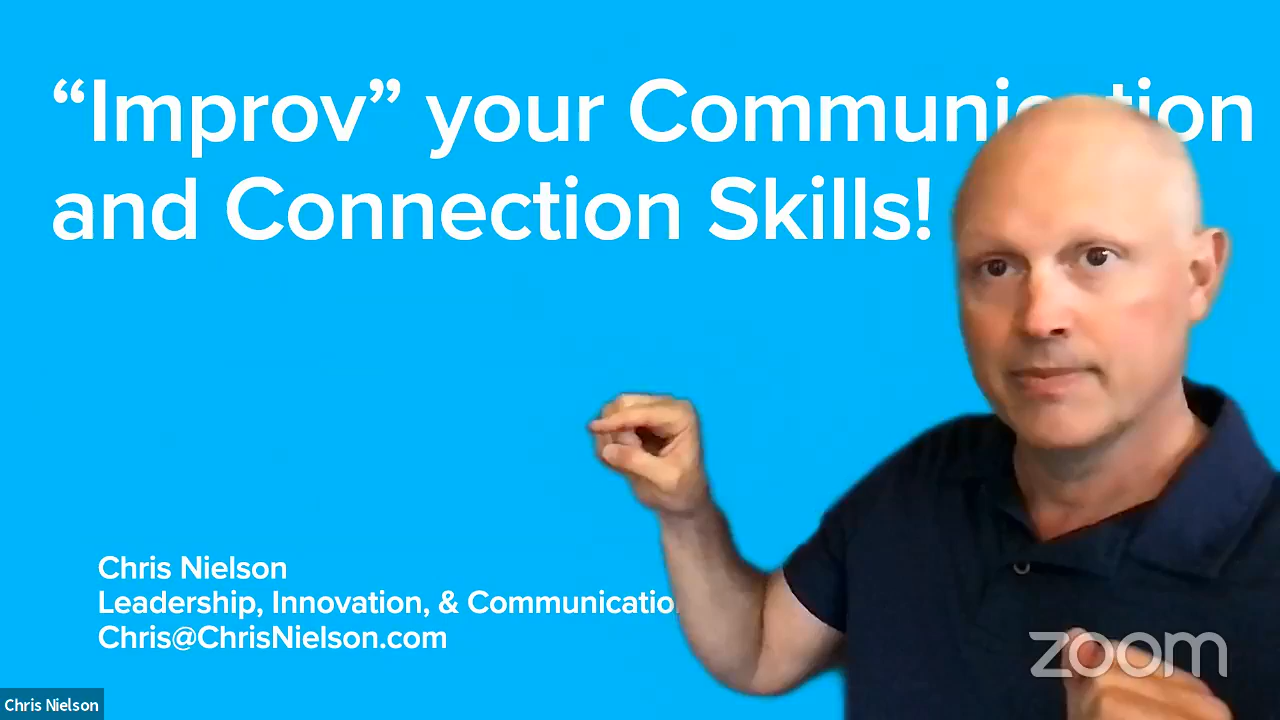 “Improv” your Communication
and Connection Skills!
Chris Nielson
Leadership, Innovation, &
Chris@ChrisNielson.com
zoom
Chris Nielson